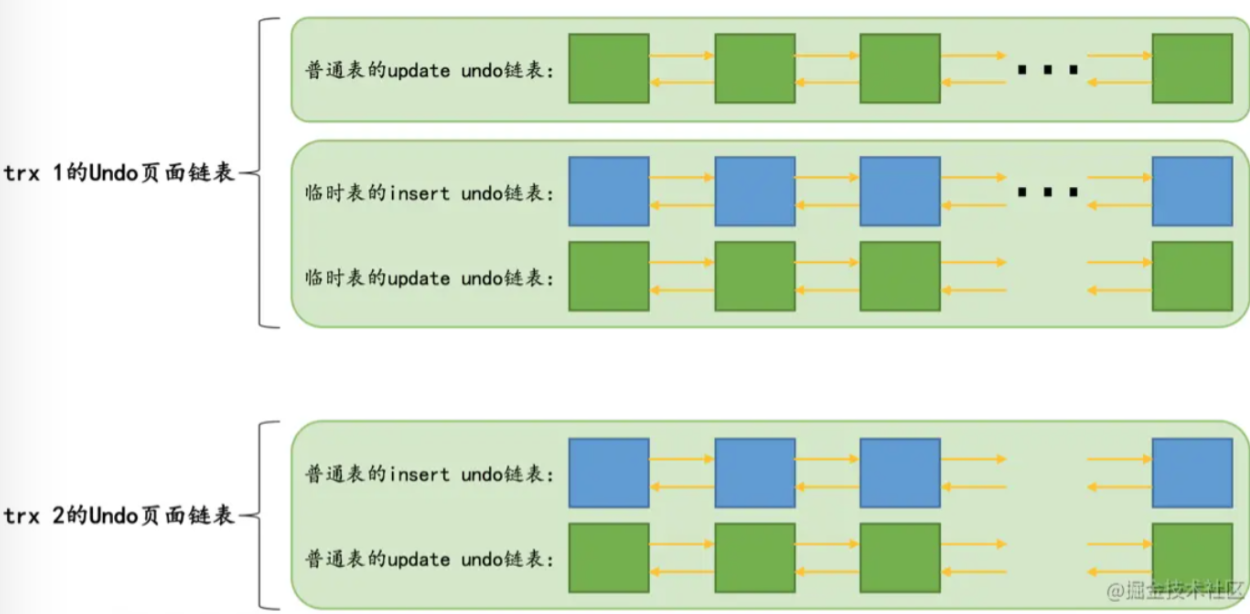 普通表的update undo链表：
trx 1的Undo页面链表
临时表的insert undo链表：
临时表的update undo链表：
普通表的insert undo链表：
trx 2的Undo页面链表
普通表的update undo链表：
@掘金技术社区